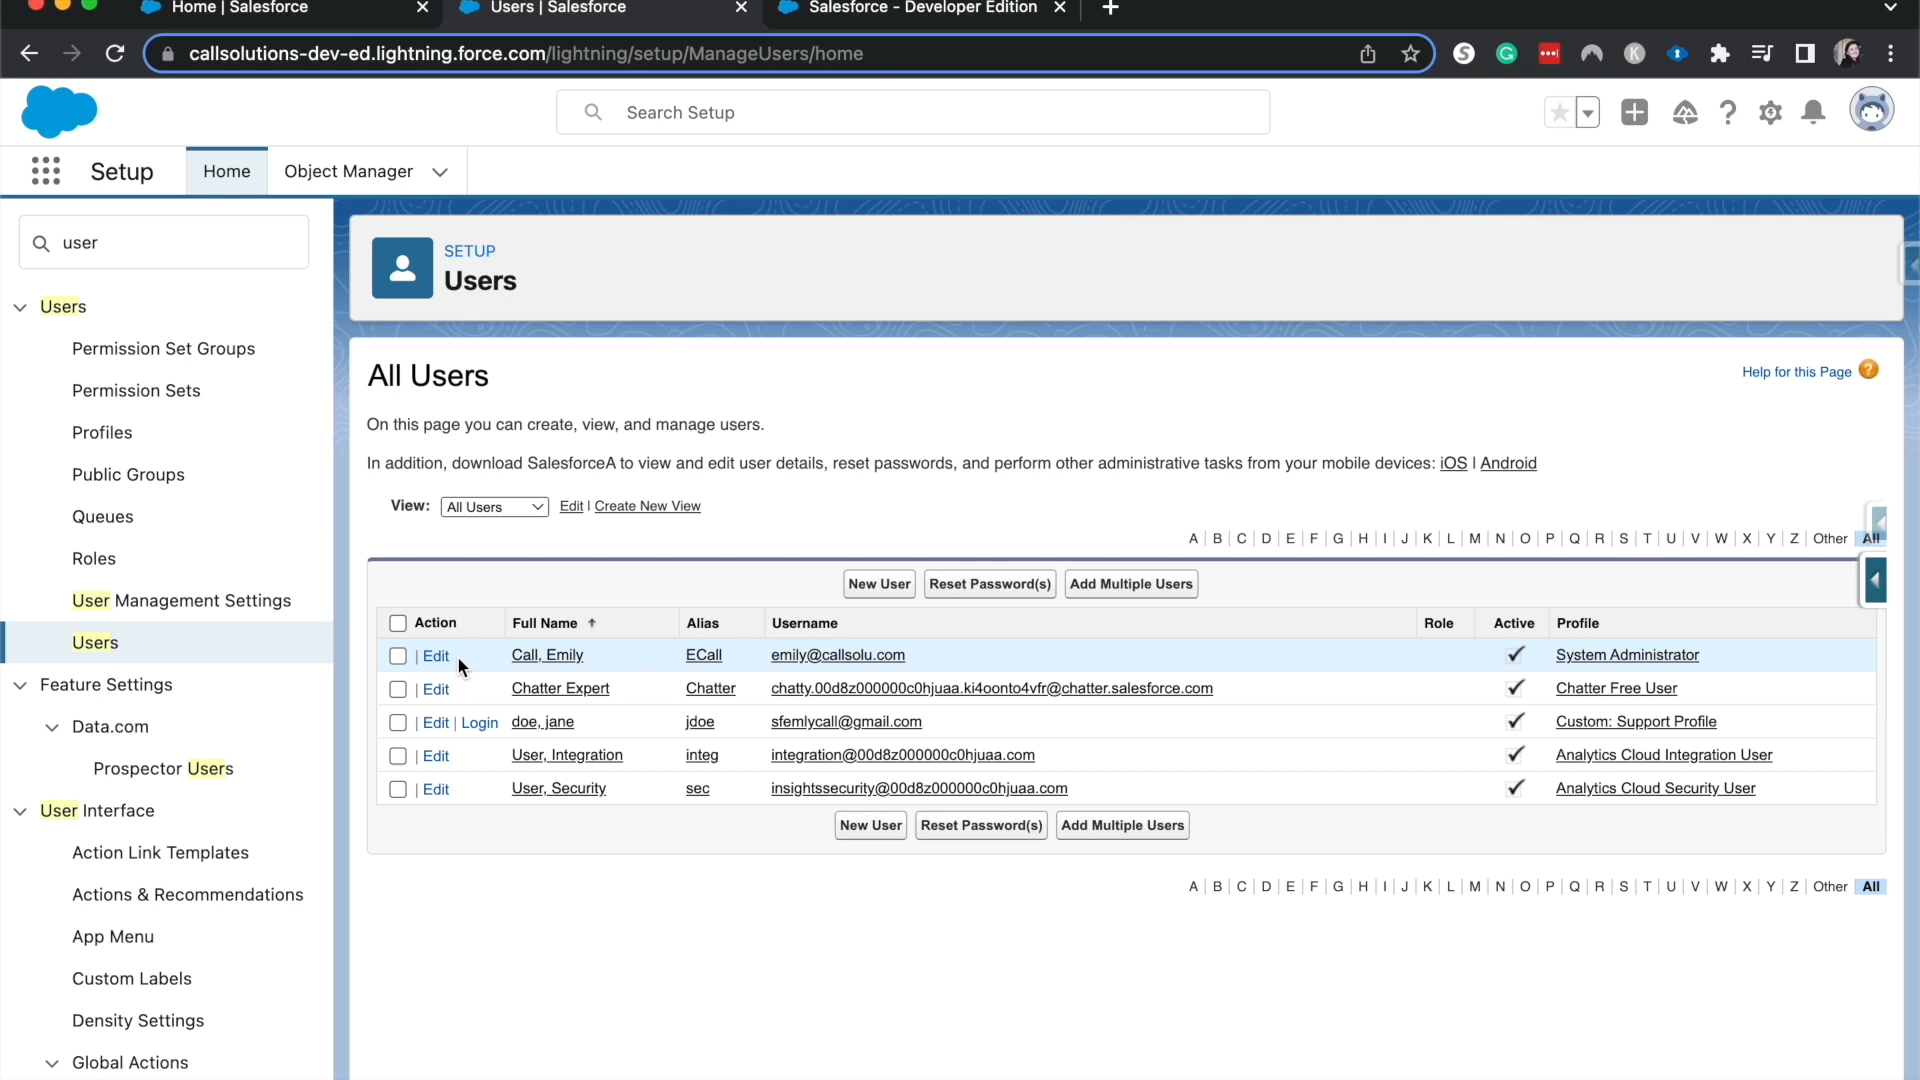 Home | Salesforce
Users | Salesforce
Salesforce - Developer Edition
callsolutions-dev-ed.lightning.force.com/lightning/setup/ManageUsers/home
Search Setup
Setup
Home
Object Manager
user
Users
Permission Set Groups
Permission Sets
Profiles
Public Groups
Queues
Roles
User Management Settings
Users
Feature Settings
Data.com
Prospector Users
User Interface
Action Link Templates
Actions & Recommendations
App Menu
Custom Labels
Density Settings
Global Actions
SETUP
Users
All Users
Help for this Page ?
On this page you can create, view, and manage users.
In addition, download SalesforceA to view and edit user details, reset passwords, and perform other administrative tasks from your mobile devices: iOS | Android
View: All Users Edit | Create New View
A | B | C | D | E | F | G | H | I | J | K | L | M | N | O | P | Q | R | S | T | U | V | W | X | Y | Z | Other | All
New User Reset Password(s) Add Multiple Users
Action Full Name Alias Username Role Active Profile
| Edit Call, Emily ECall emily@callsolu.com System Administrator
| Edit Chatter Expert Chatter chatty.00d8z000000c0hjuaa.ki4oonto4vfr@chatter.salesforce.com Chatter Free User
| Edit | Login doe, jane jdoe sfemlycall@gmail.com Custom: Support Profile
| Edit User, Integration integ integration@00d8z000000c0hjuaa.com Analytics Cloud Integration User
| Edit User, Security sec insightssecurity@00d8z000000c0hjuaa.com Analytics Cloud Security User
New User Reset Password(s) Add Multiple Users
A | B | C | D | E | F | G | H | I | J | K | L | M | N | O | P | Q | R | S | T | U | V | W | X | Y | Z | Other | All